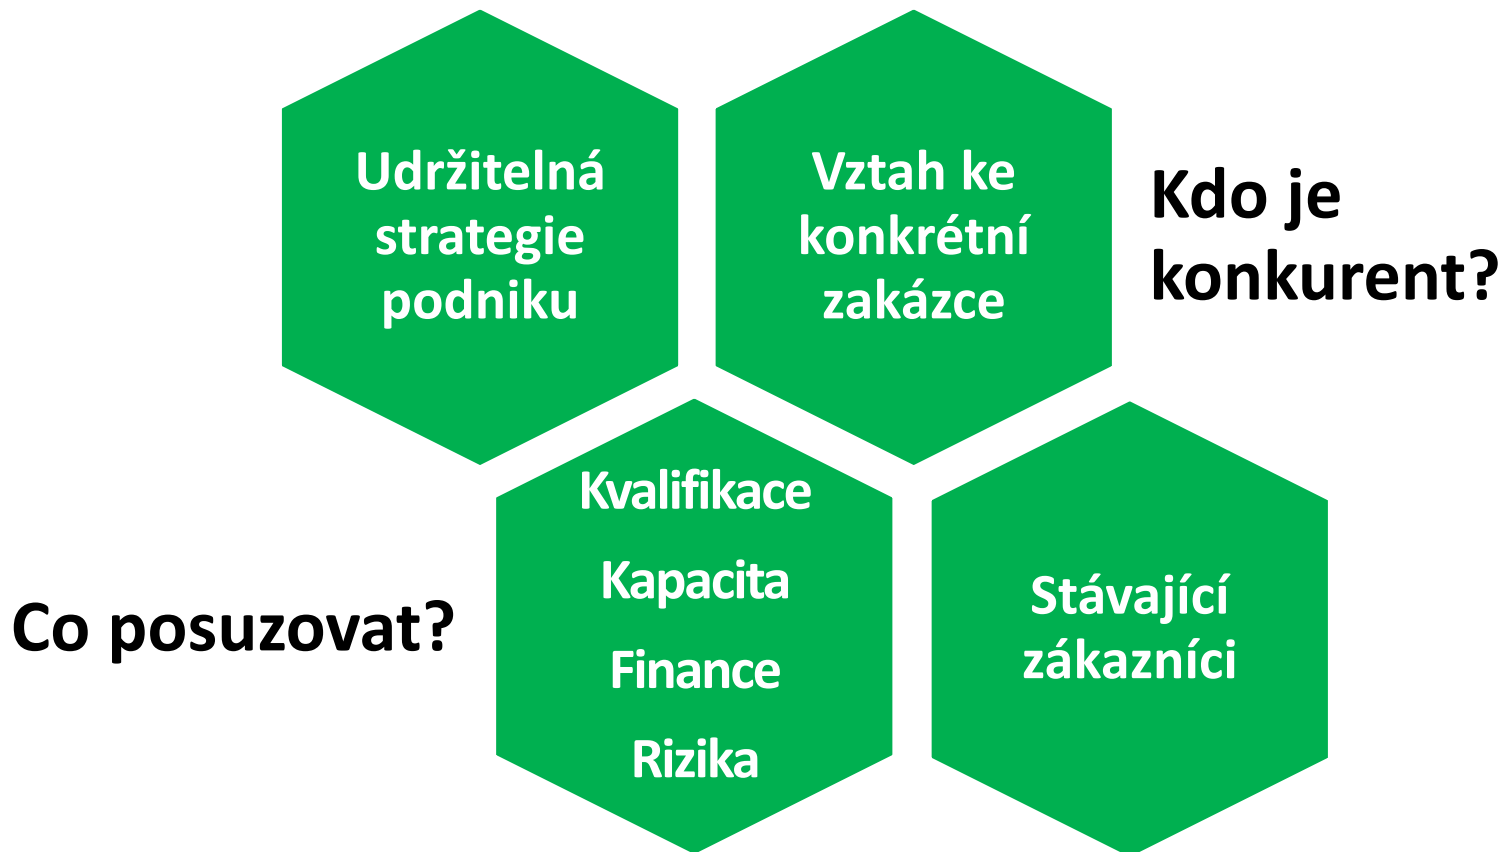 Udržitelná
strategie
podniku
Vztah ke
konkrétní
zakázce
Kdo je
konkurent?
Co posuzovat?
Kvalifikace
Kapacita
Finance
Rizika
Stávající
zákazníci